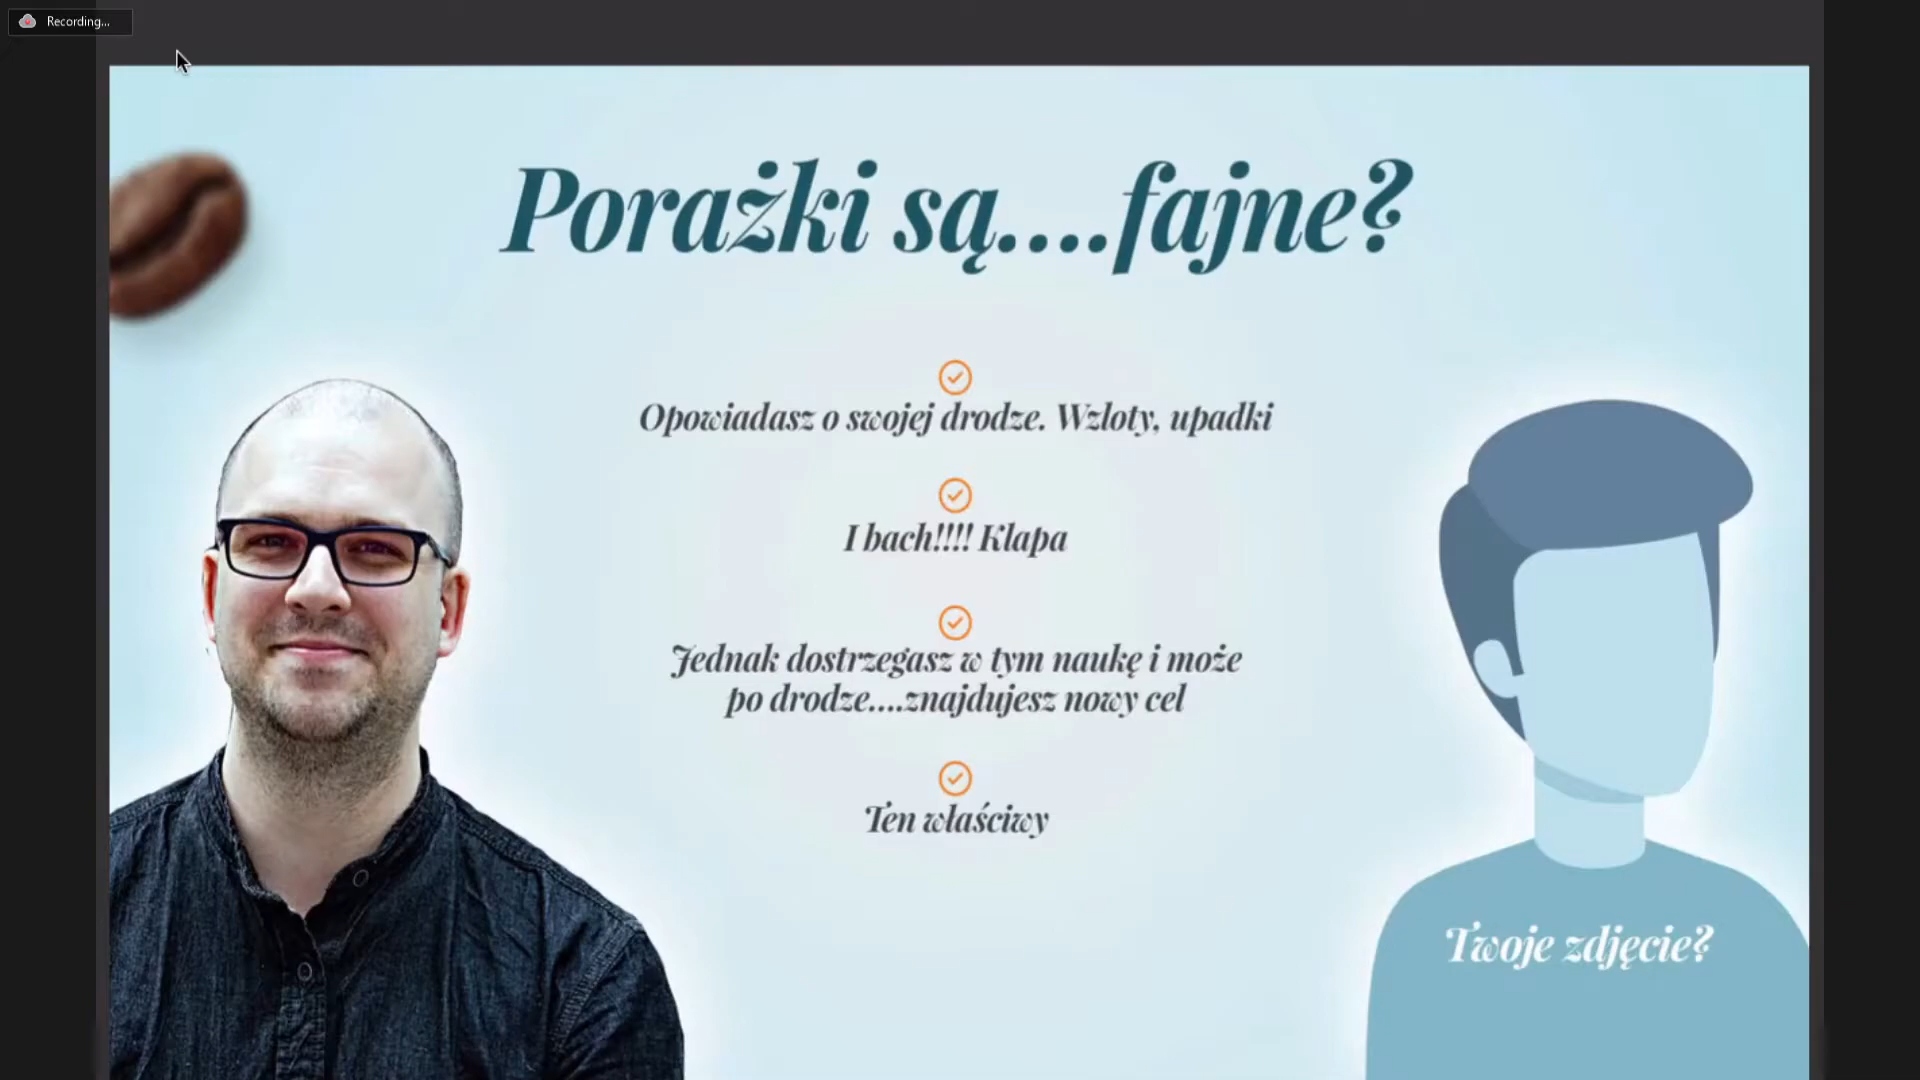 Recording...
Porażki są....fajne?
Opowiadasz o swojej drodze. Wzloty, upadki
I bach!!!! Klapa
Jednak dostrzegasz w tym naukę i może
po drodze....znajdujesz nowy cel
Ten właściwy
Twoje zdjęcie?